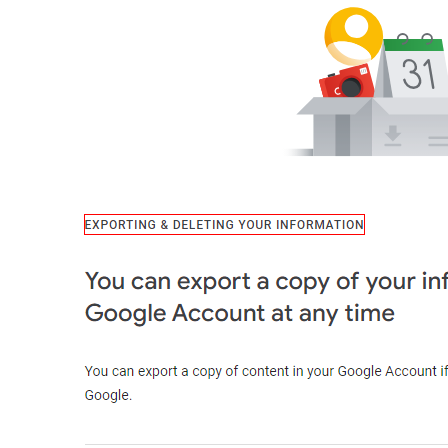 31
EXPORTING & DELETING YOUR INFORMATION
You can export a copy of your inf
Google Account at any time
You can export a copy of content in your Google Account if
Google.